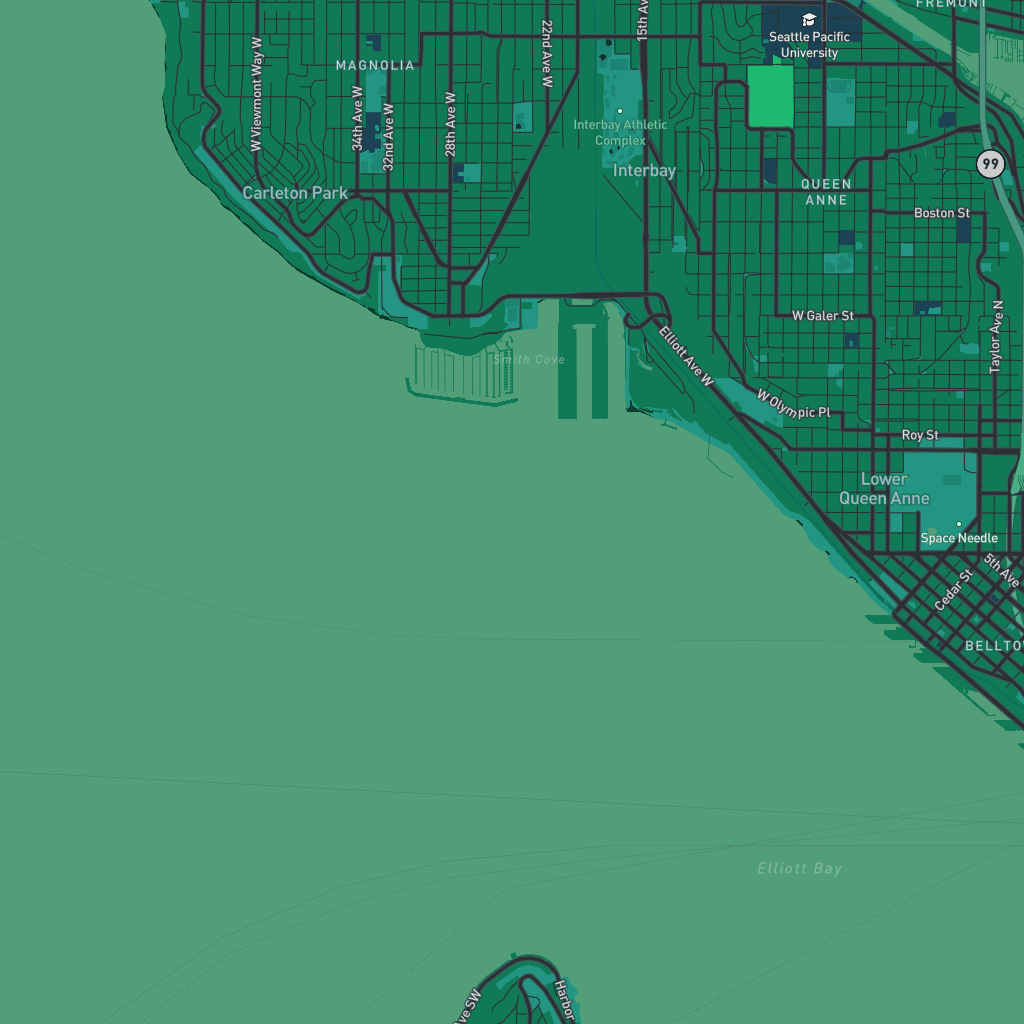 FREMONT
Seattle Pacific
University
15th Av
22nd Ave W
W Viewmont Way W
MAGNOLIA
34th Ave W
32nd Ave W
28th Ave W
Interbay Athletic
Complex
Interbay
99
Carleton Park
QUEEN
ANNE
Boston St
W Galer St
Taylor Ave N
Smith Cove
Elliott Ave W
W Olympic Pl
Roy St
Lower
Queen Anne
Space Needle
5th Ave
Cedar St
BELLTO
Elliott Bay
Ave SW
Harbor